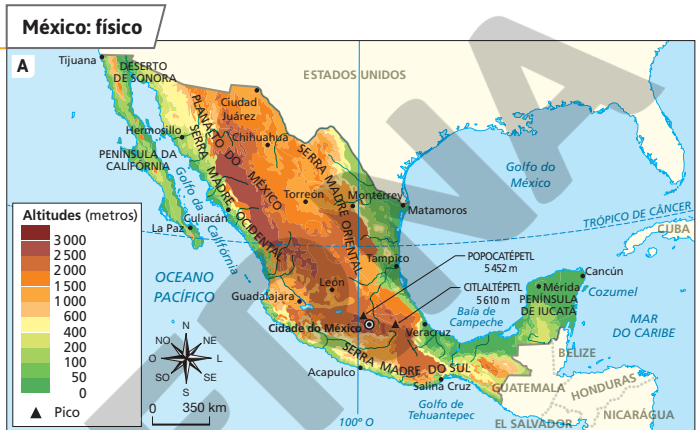 México: físico
A
Tijuana
DESERTO
DE SONORA
ESTADOS UNIDOS
Ciudad
Juárez
Hermosillo
Chihuahua
PLANALTO DO MÉXICO
SERRA MADRE OCIDENTAL
SERRA MADRE ORIENTAL
PENÍNSULA DA
CALIFÓRNIA
Golfo da Califórnia
Golfo do
México
Torreón
Monterrey
Matamoros
Culiacán
La Paz
TRÓPICO DE CÂNCER
CUBA
Altitudes (metros)
3 000
2 500
2 000
1 500
1 000
600
400
200
100
50
0
Pico
OCEANO
PACÍFICO
Tampico
POPOCATÉPETL
5 452 m
CITLALTÉPETL
5 610 m
León
Guadalajara
Cidade do México
Veracruz
Baía de
Campeche
Cancún
Mérida
Cozumel
PENÍNSULA
DE IUCATÃ
MAR
DO CARIBE
BELIZE
SERRA MADRE DO SUL
Acapulco
Salina Cruz
Golfo de
Tehuantepec
GUATEMALA
HONDURAS
EL SALVADOR
NICARÁGUA
N
NO
NE
O
L
SO
SE
S
0
350 km
100° O